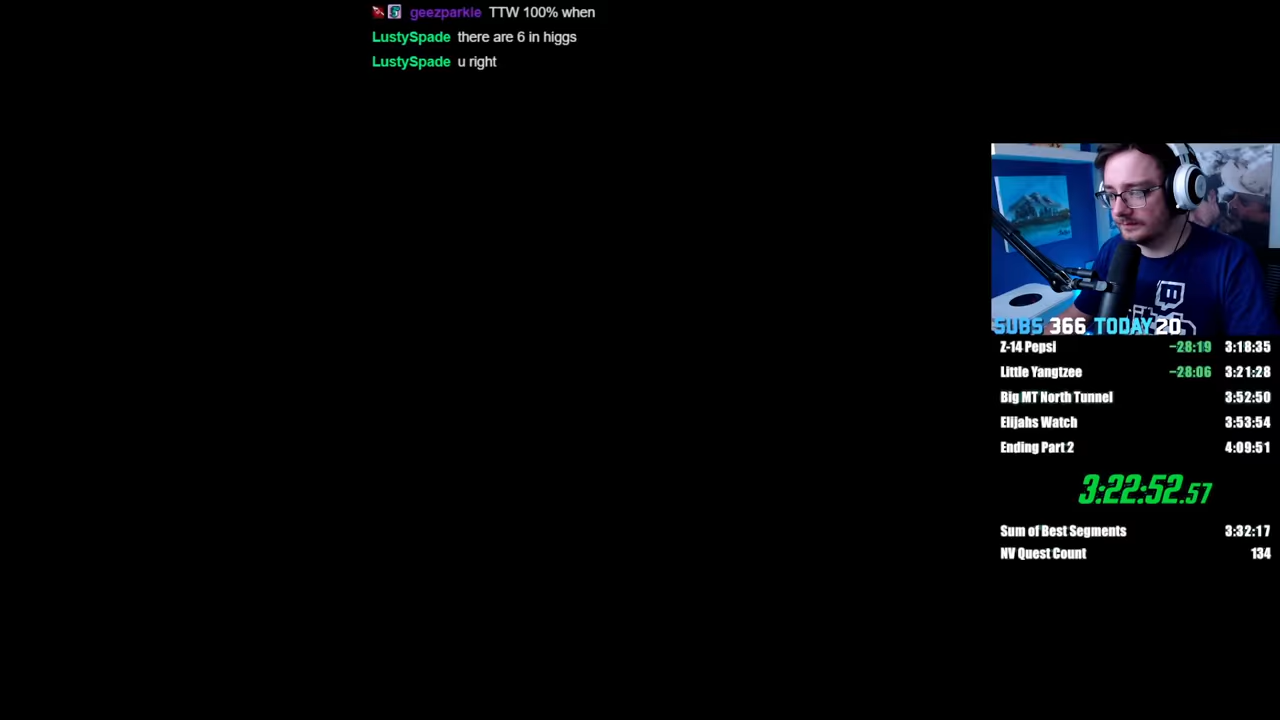 geezparkle TTW 100% when
LustySpade there are 6 in higgs
LustySpade u right
SUBS 366 TODAY 20
Z-14 Pepsi -28:19 3:18:35
Little Yangtzee -28:06 3:21:28
Big MT North Tunnel 3:52:50
Elijahs Watch 3:53:54
Ending Part 2 4:09:51
3:22:52.57
Sum of Best Segments 3:32:17
NV Quest Count 134